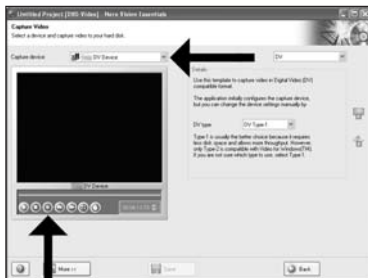 Untitled Project [DVD-Video] - Nero Vision Essentials
Capture Video
Select a device and capture video to your hard disk.
Capture device:
DV Device
DV
Details
Use this template to capture video in Digital Video (DV)
compatible format.
The application initially configures the capture device,
but you can change the device settings manually by
DV type
DV Type 1
Type 1 is usually the better choice because it requires
less disk space and allows more throughput. However,
only Type 2 is compatible with Video for Windows(TM).
If you are not sure which type to use, select Type 1.
DV Device
More >>
Back